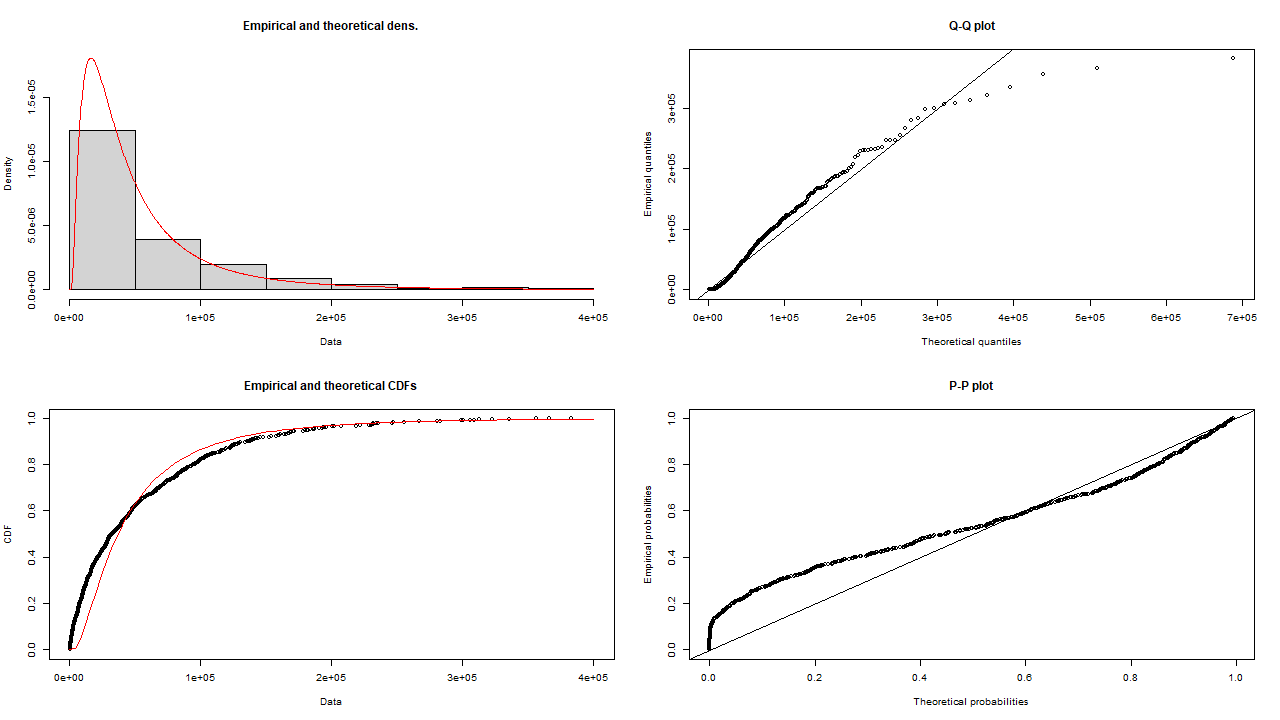 Empirical and theoretical dens.
Density
0.0e+00 5.0e-06 1.0e-05 1.5e-05
0e+00 1e+05 2e+05 3e+05 4e+05
Data
Q-Q plot
Empirical quantiles
0e+00 1e+05 2e+05 3e+05
0e+00 1e+05 2e+05 3e+05 4e+05 5e+05 6e+05 7e+05
Theoretical quantiles
Empirical and theoretical CDFs
CDF
0.0 0.2 0.4 0.6 0.8 1.0
0e+00 1e+05 2e+05 3e+05 4e+05
Data
P-P plot
Empirical probabilities
0.0 0.2 0.4 0.6 0.8 1.0
0.0 0.2 0.4 0.6 0.8 1.0
Theoretical probabilities